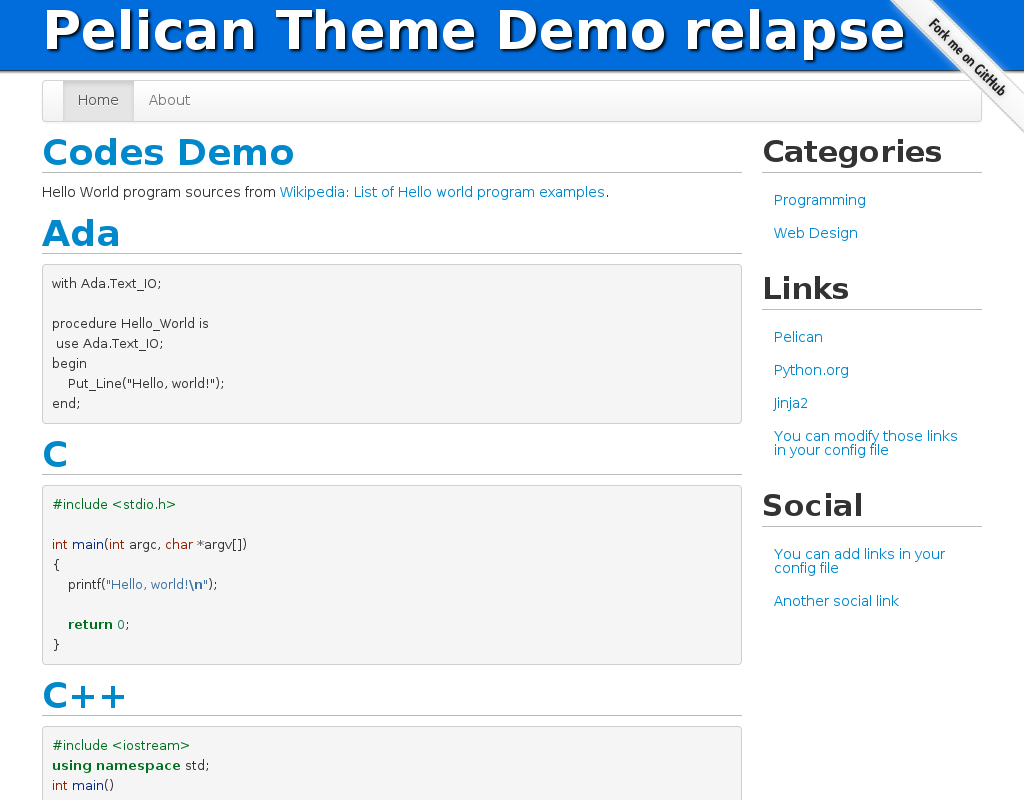 Pelican Theme Demo relapse
Fork me on GitHub
Home
About
Codes Demo
Hello World program sources from Wikipedia: List of Hello world program examples.
Ada
with Ada.Text_IO;
procedure Hello_World is
use Ada.Text_IO;
begin
Put_Line("Hello, world!");
end;
C
#include <stdio.h>
int main(int argc, char *argv[])
{
printf("Hello, world!\n");
return 0;
}
C++
#include <iostream>
using namespace std;
int main()
Categories
Programming
Web Design
Links
Pelican
Python.org
Jinja2
You can modify those links
in your config file
Social
You can add links in your
config file
Another social link